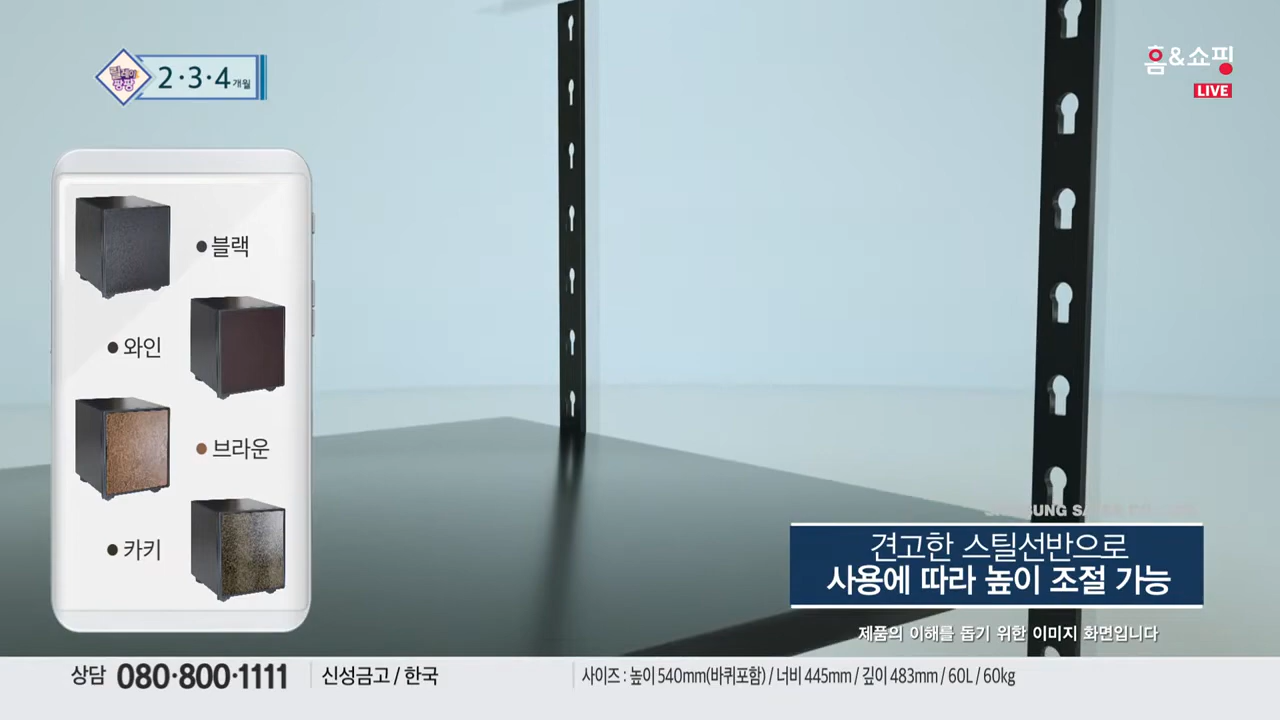 2·3·4개월
홈&쇼핑
LIVE
블랙
와인
브라운
카키
견고한 스틸선반으로
사용에 따라 높이 조절 가능
제품의 이해를 돕기 위한 이미지 화면입니다
상담 080·800·1111
신성금고 / 한국
사이즈 : 높이 540mm(바퀴포함) / 너비 445mm / 깊이 483mm / 60L / 60kg